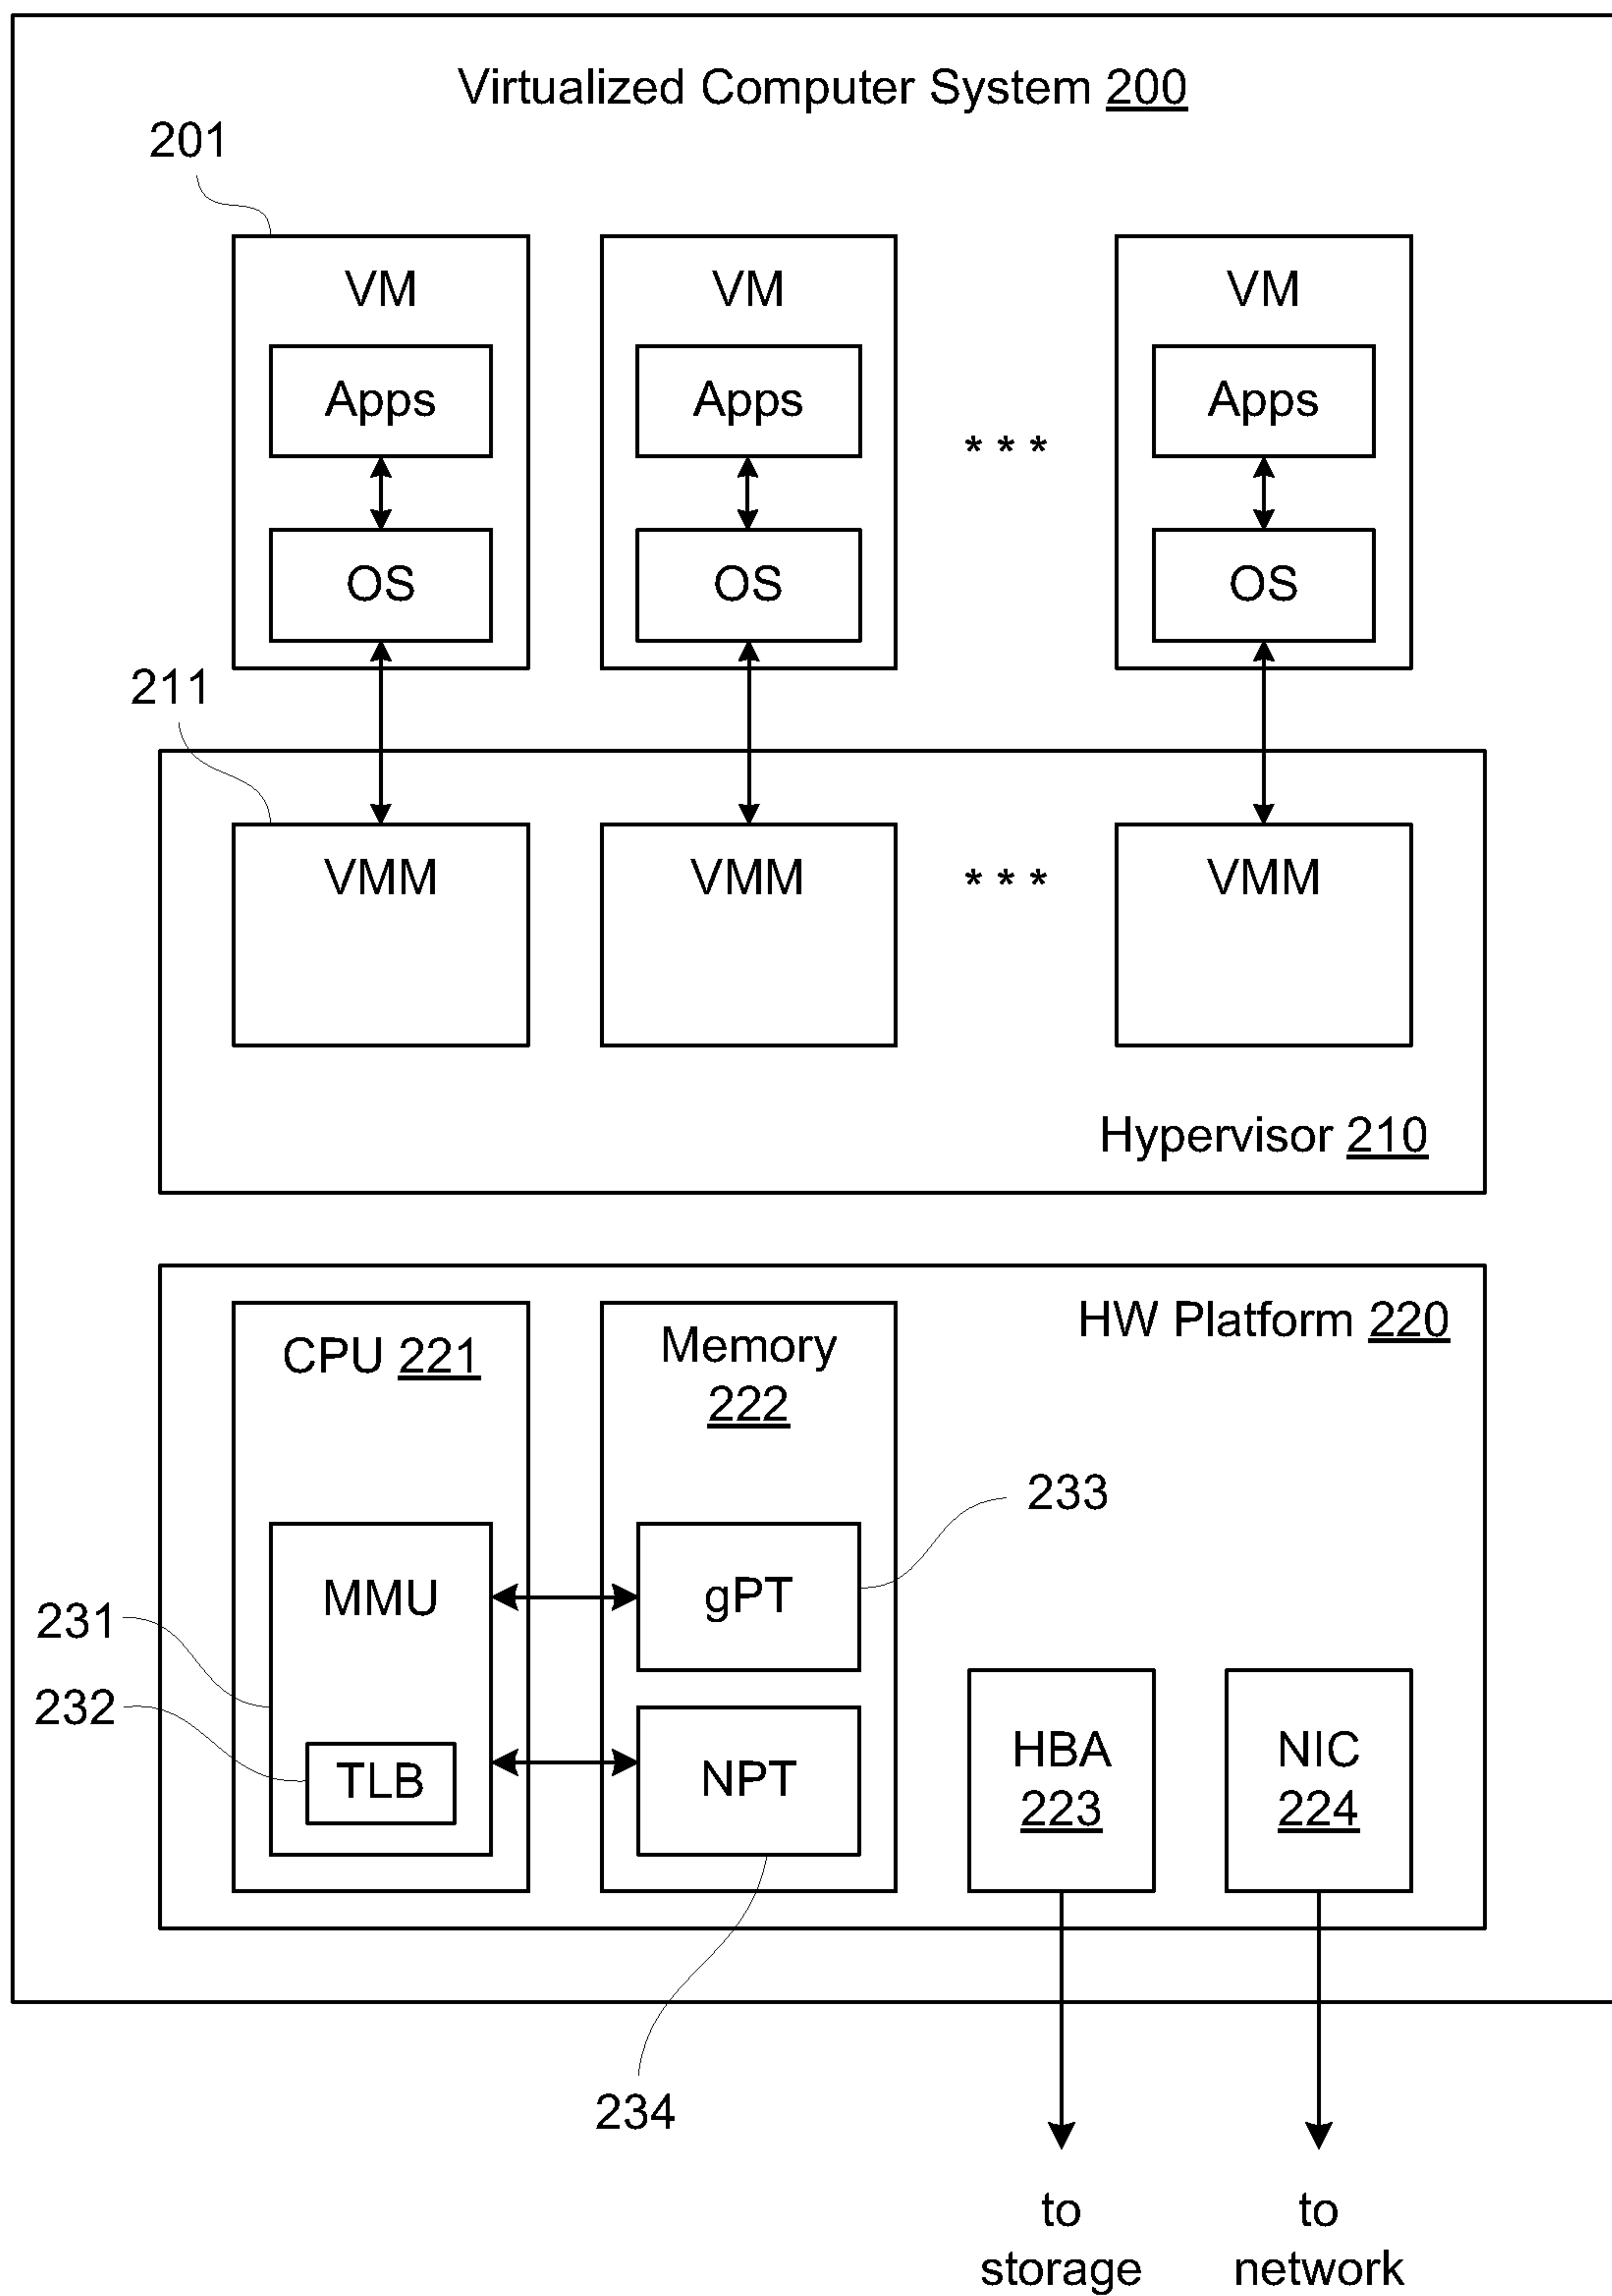 Virtualized Computer System 200
201
VM
VM
VM
Apps
Apps
* * *
Apps
OS
OS
OS
211
VMM
VMM
* * *
VMM
Hypervisor 210
HW Platform 220
CPU 221
Memory
222
233
MMU
gPT
231
232
TLB
NPT
HBA
223
NIC
224
234
to
storage
to
network